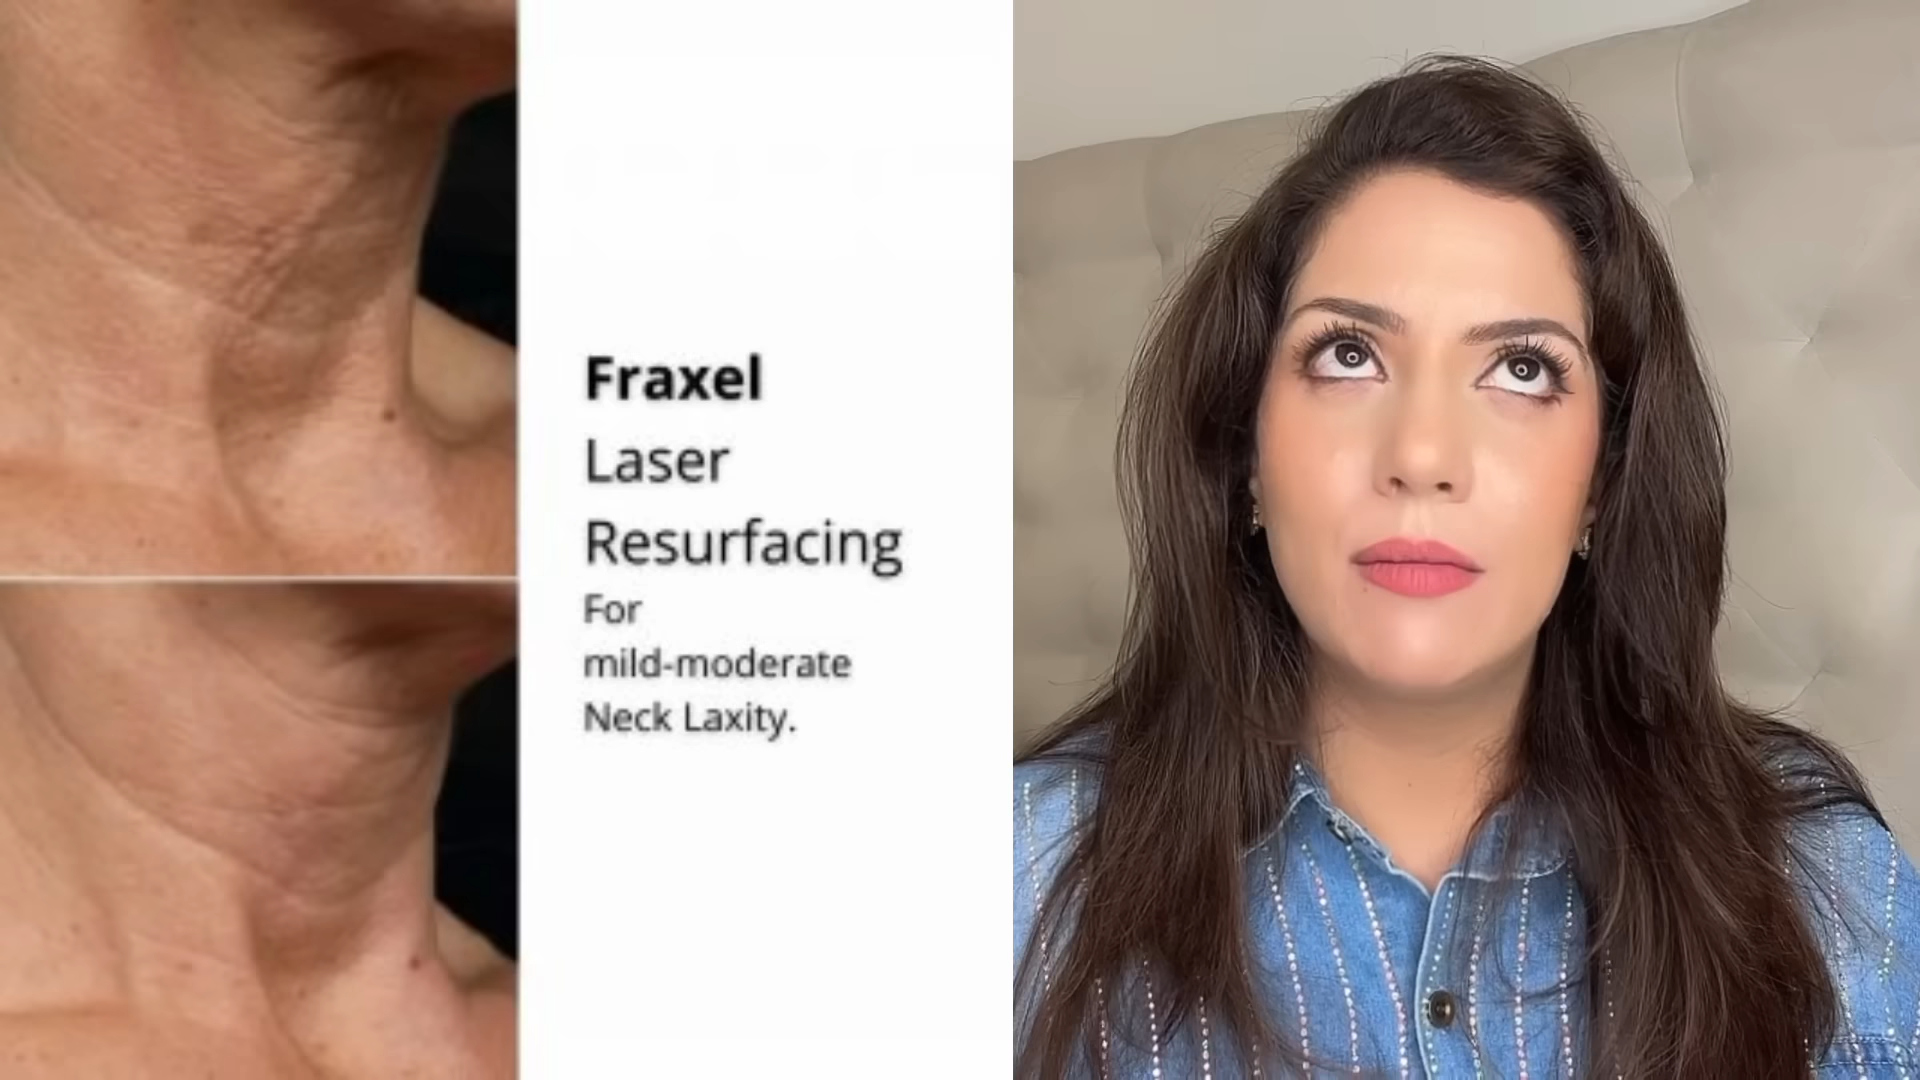 Fraxel
Laser
Resurfacing
For
mild-moderate
Neck Laxity.